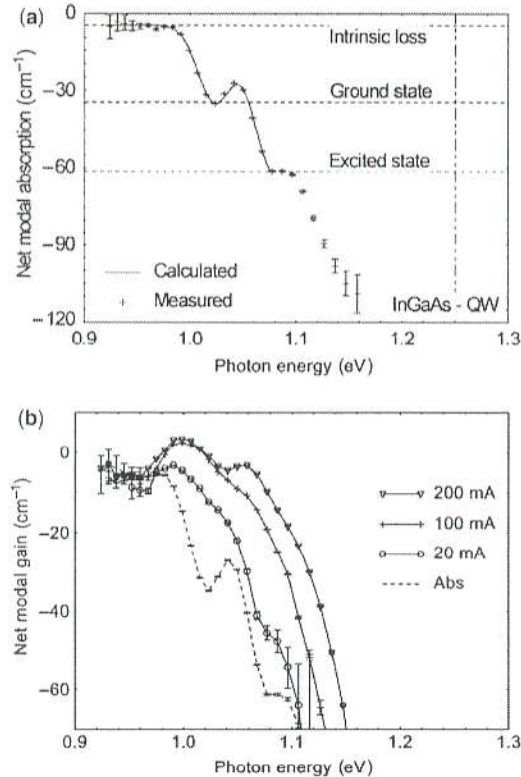 (a)
0
-30
-60
-90
-120
Net modal absorption (cm⁻¹)
Intrinsic loss
Ground state
Excited state
Calculated
Measured
InGaAs - QW
0.9 1.0 1.1 1.2 1.3
Photon energy (eV)
(b)
0
-20
-40
-60
Net modal gain (cm⁻¹)
200 mA
100 mA
20 mA
Abs
0.9 1.0 1.1 1.2 1.3
Photon energy (eV)